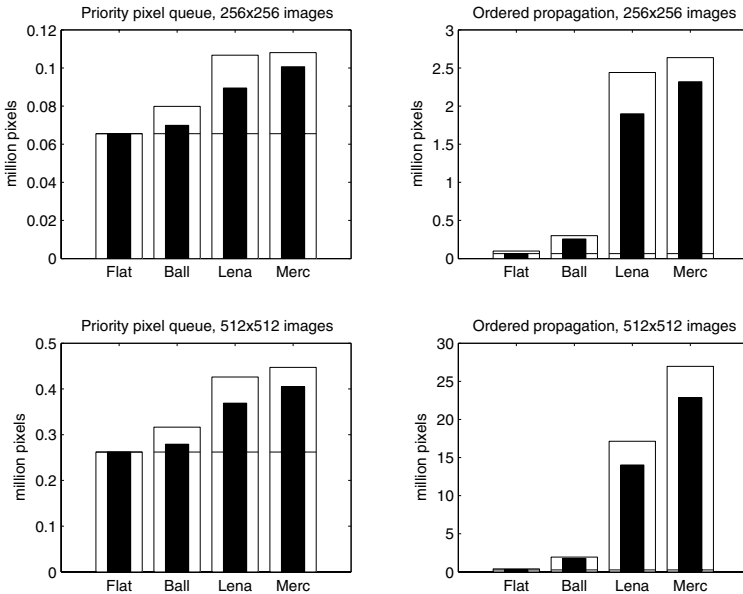 Priority pixel queue, 256x256 images
0.12
0.1
0.08
0.06
0.04
0.02
0
million pixels
Flat Ball Lena Merc
Ordered propagation, 256x256 images
3
2.5
2
1.5
1
0.5
0
million pixels
Flat Ball Lena Merc
Priority pixel queue, 512x512 images
0.5
0.4
0.3
0.2
0.1
0
million pixels
Flat Ball Lena Merc
Ordered propagation, 512x512 images
30
25
20
15
10
5
0
million pixels
Flat Ball Lena Merc